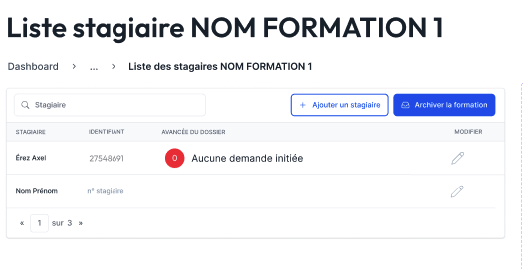 Liste stagiaire NOM FORMATION 1
Dashboard > ... > Liste des stagaires NOM FORMATION 1
Stagiaire + Ajouter un stagiaire Archiver la formation
STAGIAIRE IDENTIFIANT AVANCÉE DU DOSSIER MODIFIER
Érez Axel 27548691 0 Aucune demande initiée
Nom Prénom n° stagiaire
« 1 sur 3 »